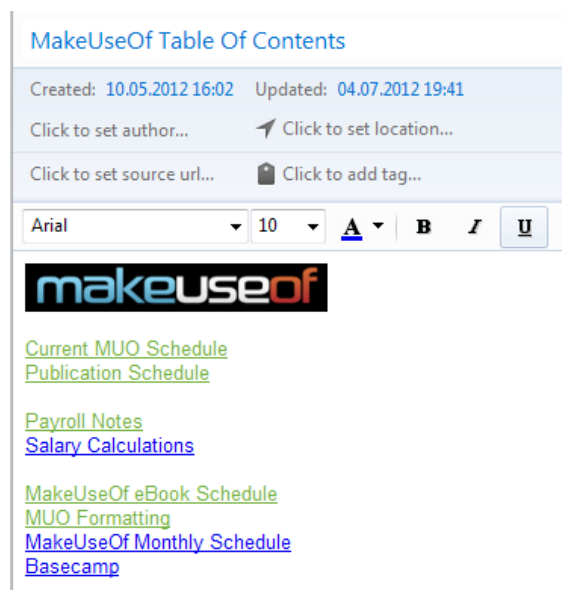 MakeUseOf Table Of Contents
Created: 10.05.2012 16:02 Updated: 04.07.2012 19:41
Click to set author... Click to set location...
Click to set source url... Click to add tag...
Arial 10 A B I U
makeuseof
Current MUO Schedule
Publication Schedule
Payroll Notes
Salary Calculations
MakeUseOf eBook Schedule
MUO Formatting
MakeUseOf Monthly Schedule
Basecamp